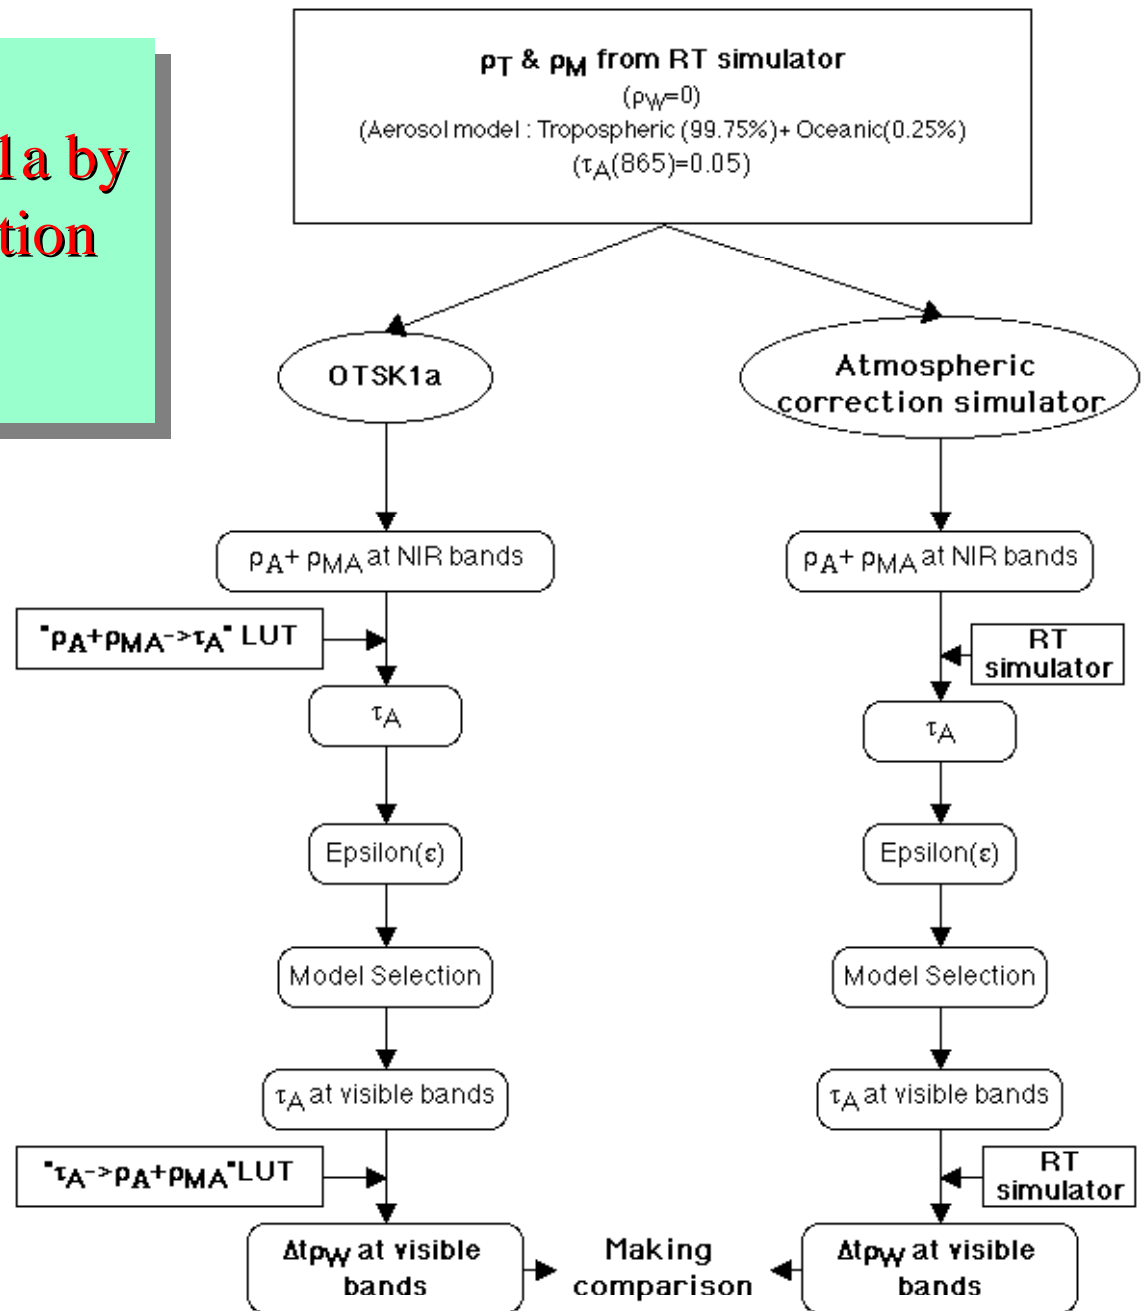 1a by
tion
ρT & ρM from RT simulator
(ρW=0)
(Aerosol model : Tropospheric (99.75%)+ Oceanic(0.25%)
(τA(865)=0.05)
OTSK1a
Atmospheric
correction simulator
ρA+ ρMA at NIR bands
ρA+ ρMA at NIR bands
"ρA+ρMA->τA" LUT
RT
simulator
τA
τA
Epsilon(ε)
Epsilon(ε)
Model Selection
Model Selection
τA at visible bands
τA at visible bands
"τA->ρA+ρMA"LUT
RT
simulator
ΔtρW at visible
bands
Making
comparison
ΔtρW at visible
bands